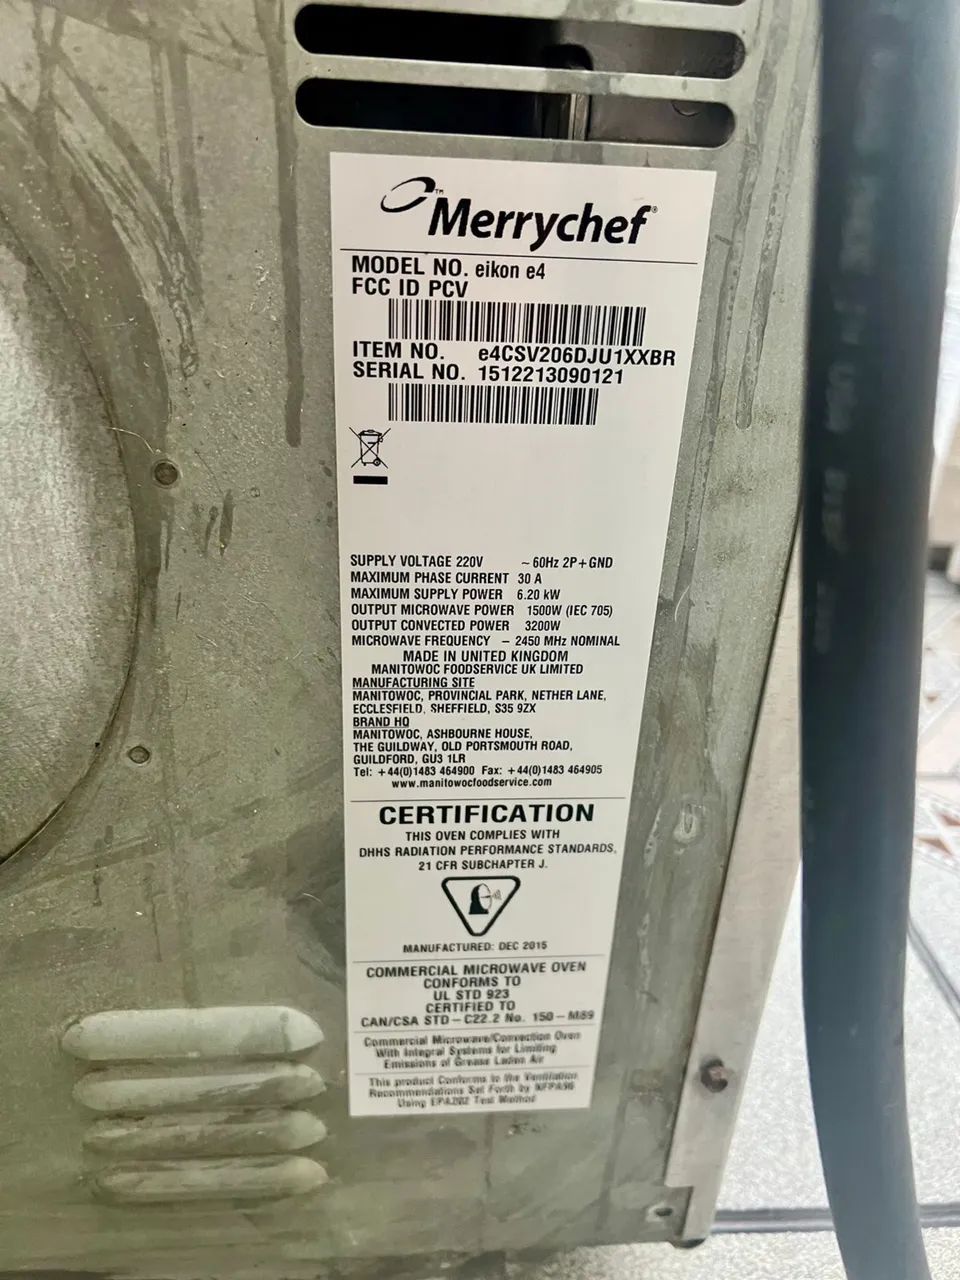 Merrychef
MODEL NO. eikon e4
FCC ID PCV
ITEM NO. e4CSV206DJU1XXBR
SERIAL NO. 1512213090121
SUPPLY VOLTAGE 220V ~ 60Hz 2P+GND
MAXIMUM PHASE CURRENT 30 A
MAXIMUM SUPPLY POWER 6.20 kW
OUTPUT MICROWAVE POWER 1500W (IEC 705)
OUTPUT CONVECTED POWER 3200W
MICROWAVE FREQUENCY – 2450 MHz NOMINAL
MADE IN UNITED KINGDOM
MANITOWOC FOODSERVICE UK LIMITED
MANUFACTURING SITE
MANITOWOC, PROVINCIAL PARK, NETHER LANE,
ECCLESFIELD, SHEFFIELD, S35 9ZX
BRAND HQ
MANITOWOC, ASHBOURNE HOUSE,
THE GUILDWAY, OLD PORTSMOUTH ROAD,
GUILDFORD, GU3 1LR
Tel: +44(0)1483 464900 Fax: +44(0)1483 464905
www.manitowocfoodservice.com
CERTIFICATION
THIS OVEN COMPLIES WITH
DHHS RADIATION PERFORMANCE STANDARDS,
21 CFR SUBCHAPTER J.
MANUFACTURED: DEC 2015
COMMERCIAL MICROWAVE OVEN
CONFORMS TO
UL STD 923
CERTIFIED TO
CAN/CSA STD – C22.2 No. 150 – M89
Commercial Microwave/Convection Oven
With Integral Systems for Limiting
Emissions of Grease Laden Air
This product Conforms to the Ventilation
Recommendations Set Forth by NFPA96
Using EPA202 Test Method